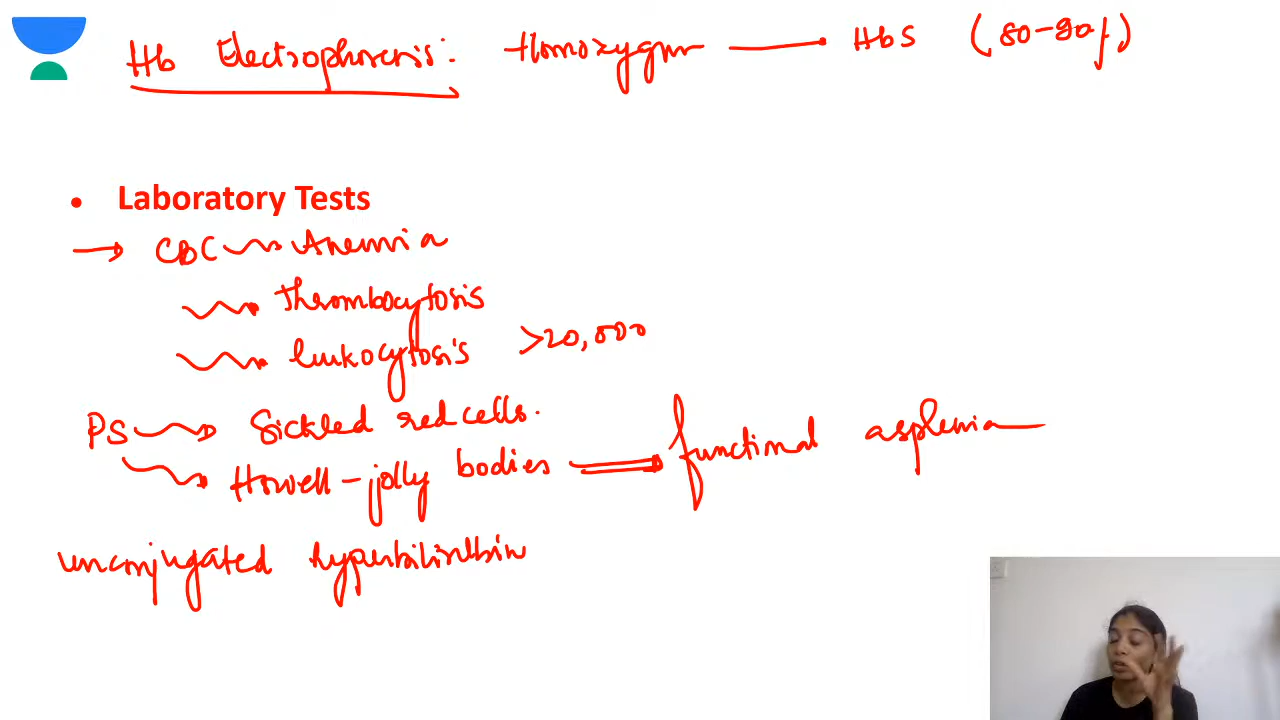 Hb Electrophoresis: Homozygous HbS (80-90%)
• Laboratory Tests
CBC Anemia
thrombocytosis
leukocytosis >20,000
PS Sickled red cells.
Howell-jolly bodies functional asplenia
unconjugated hyperbilirubin